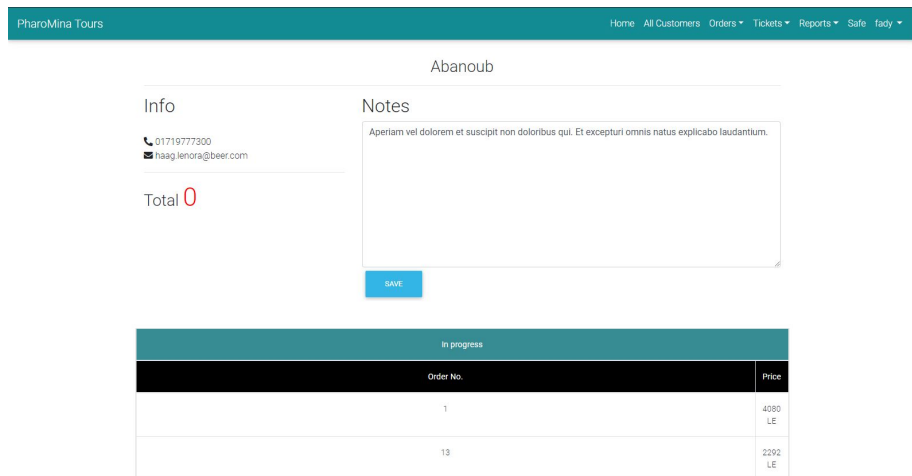 PharoMina Tours
Home All Customers Orders Tickets Reports Safe fady
Abanoub
Info
01719777300
haag.lenora@beer.com
Total 0
Notes
Aperiam vel dolorem et suscipit non doloribus qui. Et excepturi omnis natus explicabo laudantium.
SAVE
In progress
Order No. Price
1 4080 LE
13 2292 LE